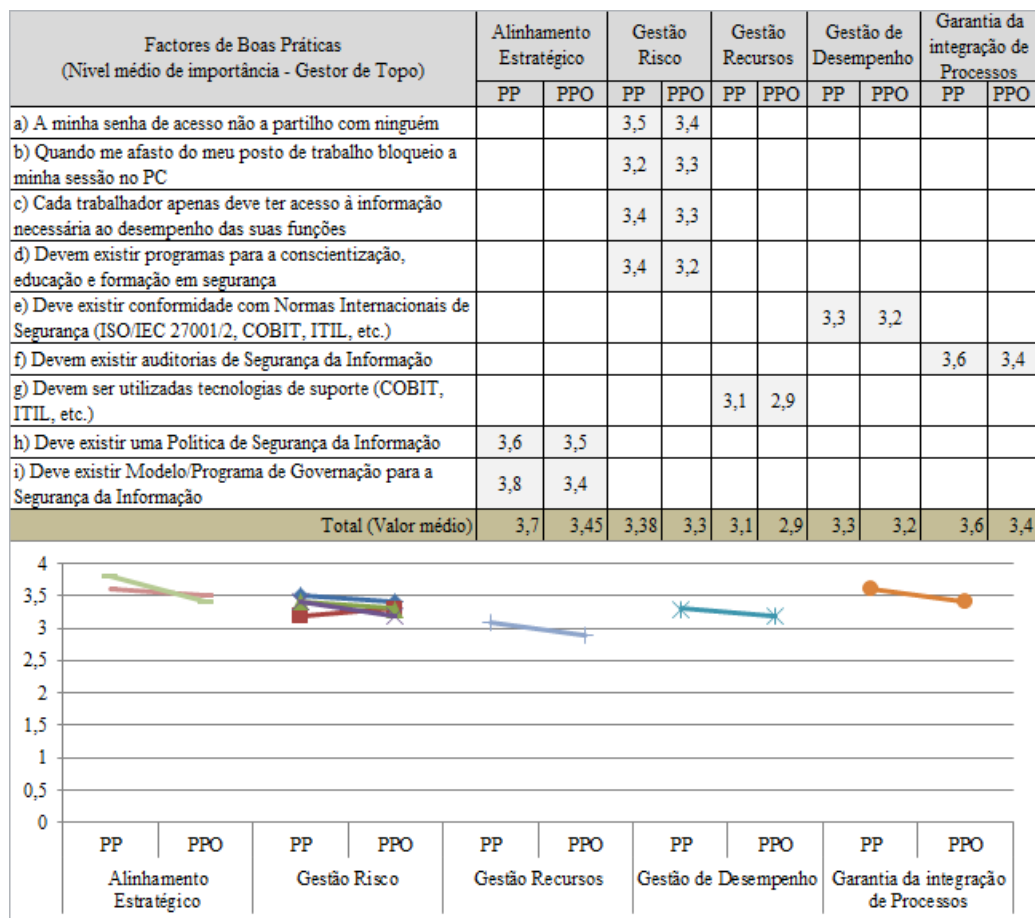 Factores de Boas Práticas
(Nivel médio de importância - Gestor de Topo)
Alinhamento
Estratégico
Gestão
Risco
Gestão
Recursos
Gestão de
Desempenho
Garantia da
integração de
Processos
PP PPO PP PPO PP PPO PP PPO PP PPO
a) A minha senha de acesso não a partilho com ninguém 3,5 3,4
b) Quando me afasto do meu posto de trabalho bloqueio a
minha sessão no PC 3,2 3,3
c) Cada trabalhador apenas deve ter acesso à informação
necessária ao desempenho das suas funções 3,4 3,3
d) Devem existir programas para a conscientização,
educação e formação em segurança 3,4 3,2
e) Deve existir conformidade com Normas Internacionais de
Segurança (ISO/IEC 27001/2, COBIT, ITIL, etc.) 3,3 3,2
f) Devem existir auditorias de Segurança da Informação 3,6 3,4
g) Devem ser utilizadas tecnologias de suporte (COBIT,
ITIL, etc.) 3,1 2,9
h) Deve existir uma Política de Segurança da Informação 3,6 3,5
i) Deve existir Modelo/Programa de Governação para a
Segurança da Informação 3,8 3,4
Total (Valor médio) 3,7 3,45 3,38 3,3 3,1 2,9 3,3 3,2 3,6 3,4
4
3,5
3
2,5
2
1,5
1
0,5
0
PP PPO PP PPO PP PPO PP PPO PP PPO
Alinhamento
Estratégico
Gestão Risco
Gestão Recursos
Gestão de Desempenho
Garantia da integração
de Processos